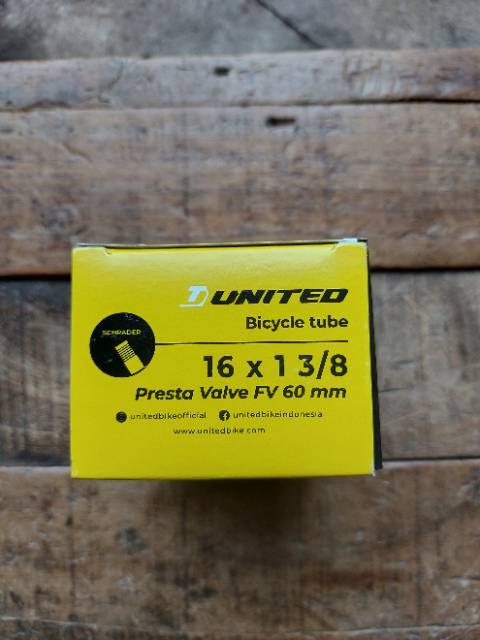 UNITED
Bicycle tube
SCHRADER
16 x 1 3/8
Presta Valve FV 60 mm
unitedbikeofficial unitedbikeindonesia
www.unitedbike.com